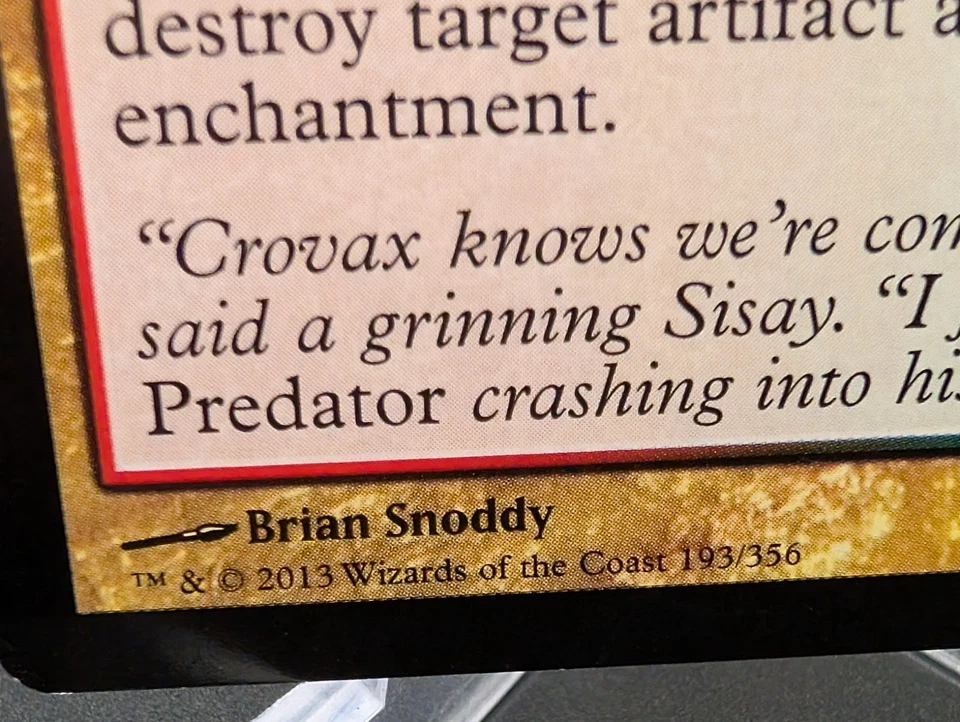 destroy target artifact
enchantment.
“Crovax knows we’re
said a grinning Sisay. “I
Predator crashing into
Brian Snoddy
™ & © 2013 Wizards of the Coast 193/356